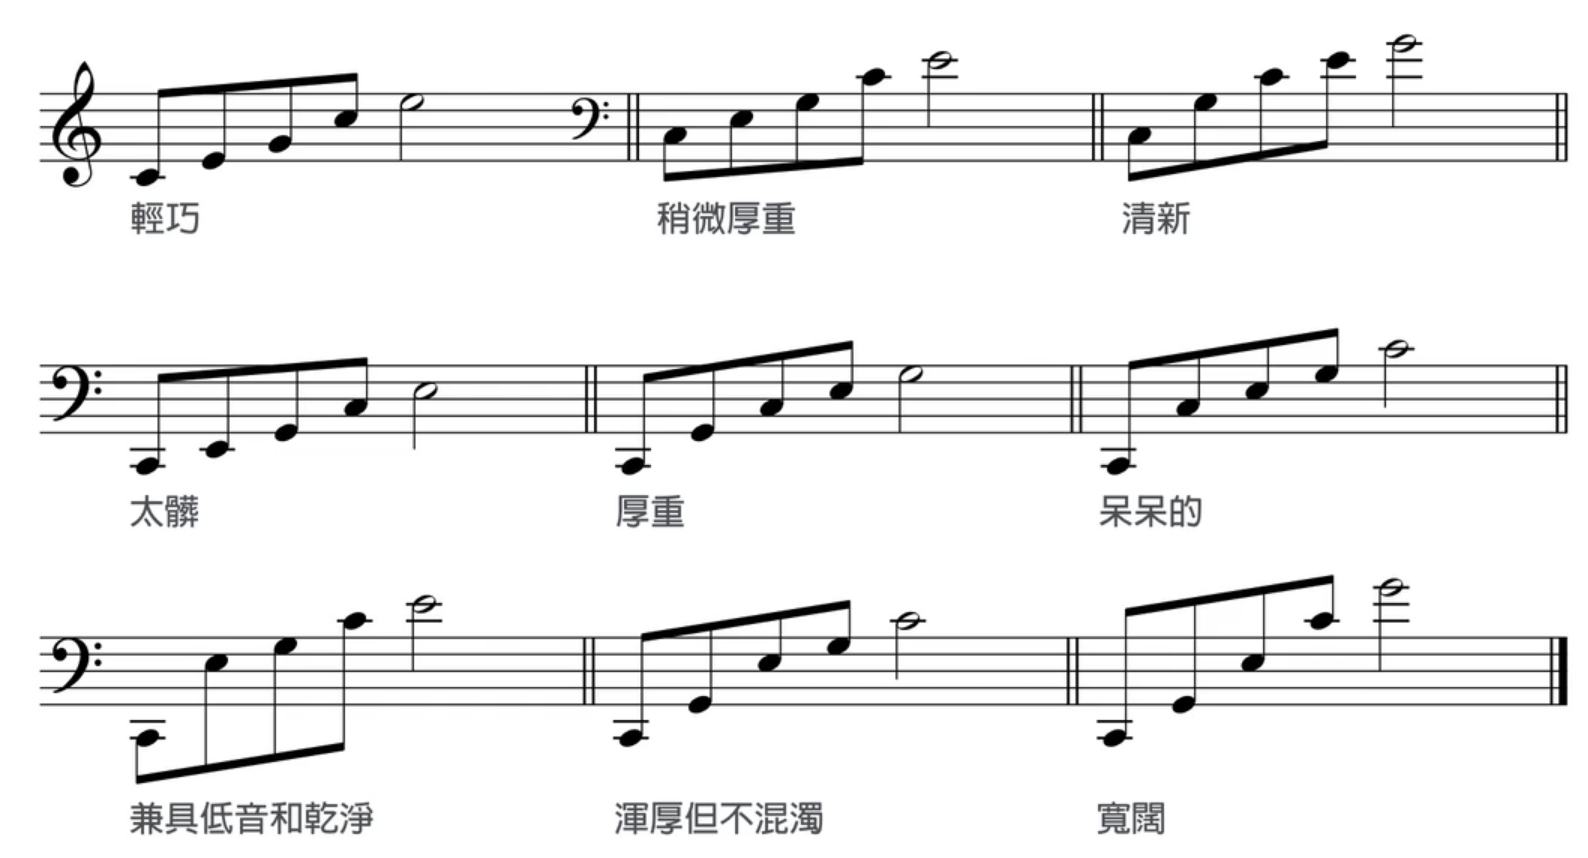 輕巧
稍微厚重
清新
太髒
厚重
呆呆的
兼具低音和乾淨
渾厚但不混濁
寬闊